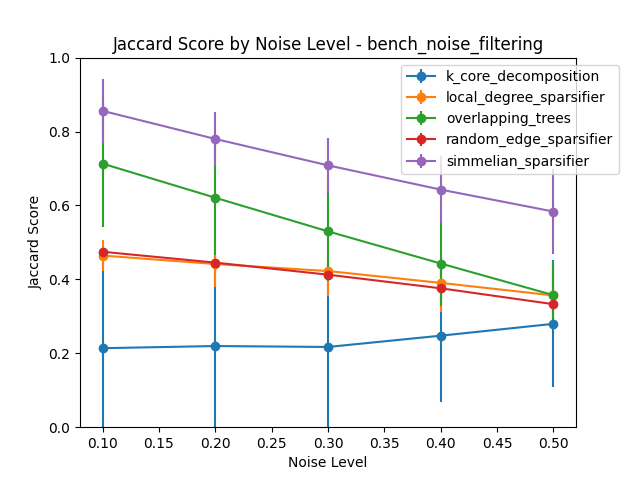 Jaccard Score by Noise Level - bench_noise_filtering
k_core_decomposition
local_degree_sparsifier
overlapping_trees
random_edge_sparsifier
simmelian_sparsifier
Jaccard Score
1.0
0.8
0.6
0.4
0.2
0.0
0.10 0.15 0.20 0.25 0.30 0.35 0.40 0.45 0.50
Noise Level